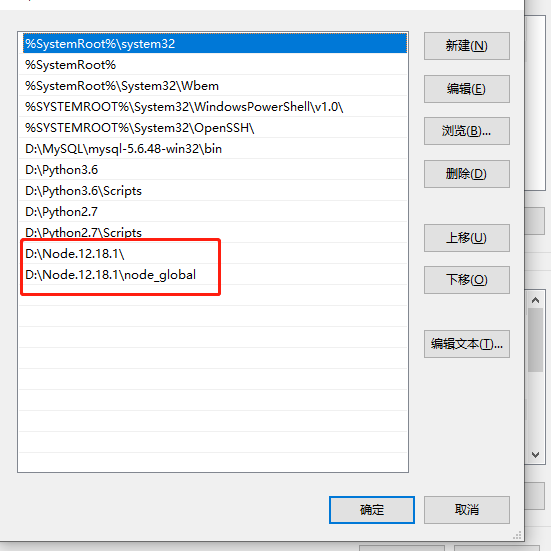 %SystemRoot%\system32
%SystemRoot%
%SystemRoot%\System32\Wbem
%SYSTEMROOT%\System32\WindowsPowerShell\v1.0\
%SYSTEMROOT%\System32\OpenSSH\
D:\MySQL\mysql-5.6.48-win32\bin
D:\Python3.6
D:\Python3.6\Scripts
D:\Python2.7
D:\Python2.7\Scripts
D:\Node.12.18.1\
D:\Node.12.18.1\node_global
新建(N)
编辑(E)
浏览(B)...
删除(D)
上移(U)
下移(O)
编辑文本(T)...
确定
取消